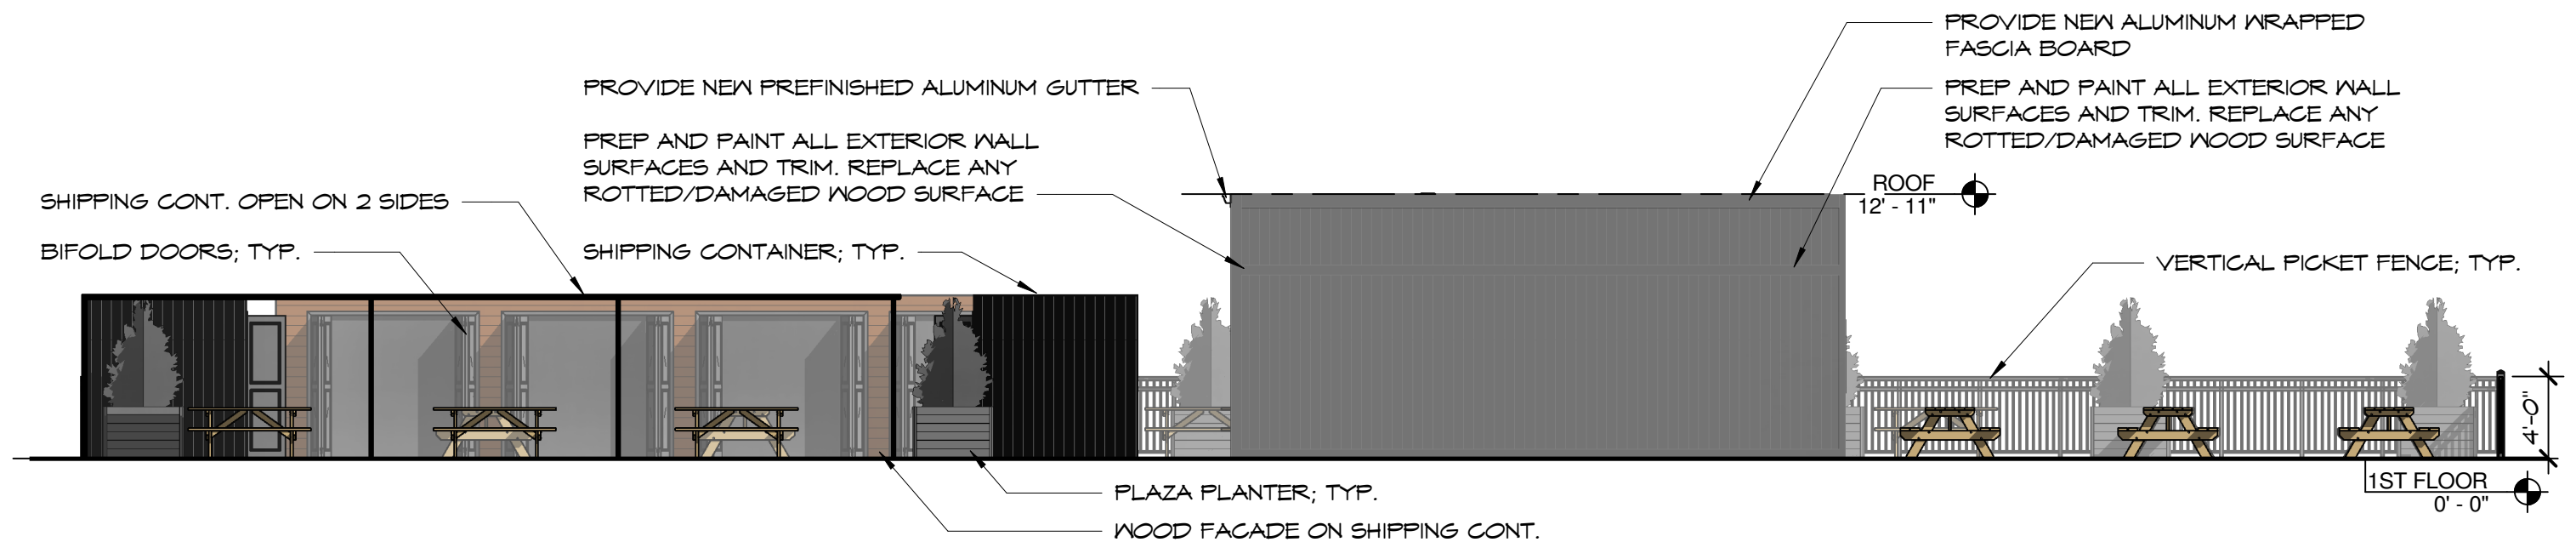 PROVIDE NEW ALUMINUM WRAPPED
FASCIA BOARD
PROVIDE NEW PREFINISHED ALUMINUM GUTTER
PREP AND PAINT ALL EXTERIOR WALL
SURFACES AND TRIM. REPLACE ANY
ROTTED/DAMAGED WOOD SURFACE
PREP AND PAINT ALL EXTERIOR WALL
SURFACES AND TRIM. REPLACE ANY
ROTTED/DAMAGED WOOD SURFACE
ROOF
12' - 11"
SHIPPING CONT. OPEN ON 2 SIDES
BIFOLD DOORS; TYP.
SHIPPING CONTAINER; TYP.
VERTICAL PICKET FENCE; TYP.
4'-0"
1ST FLOOR
0' - 0"
PLAZA PLANTER; TYP.
WOOD FACADE ON SHIPPING CONT.